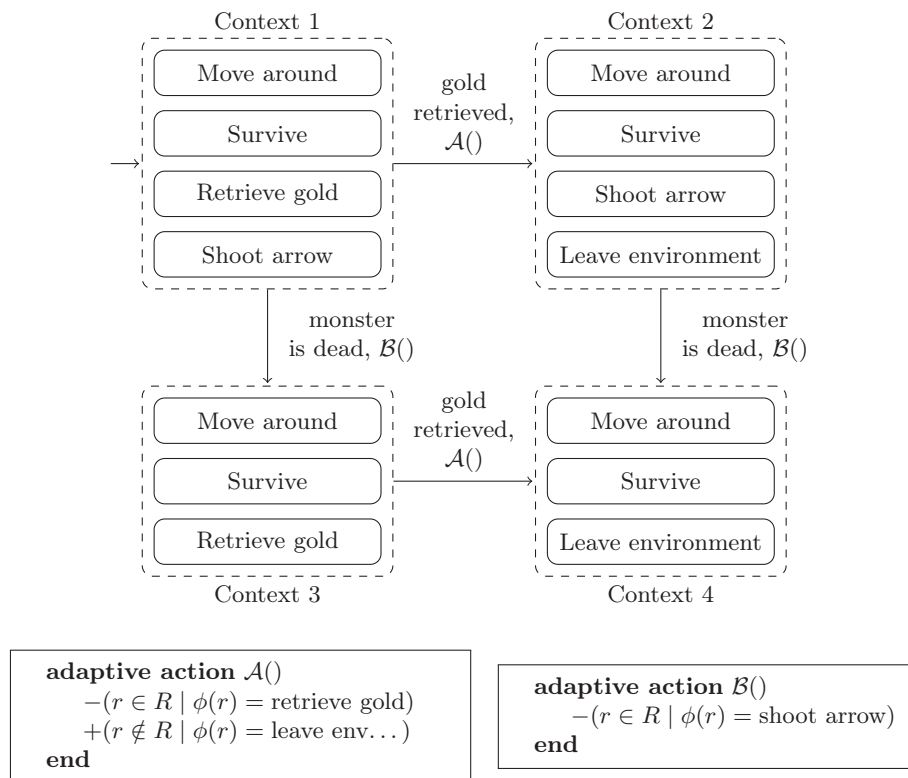 Context 1
Move around
Survive
Retrieve gold
Shoot arrow
gold
retrieved,
𝒜()
Context 2
Move around
Survive
Shoot arrow
Leave environment
monster
is dead, ℬ()
monster
is dead, ℬ()
Move around
Survive
Retrieve gold
Context 3
gold
retrieved,
𝒜()
Move around
Survive
Leave environment
Context 4
adaptive action 𝒜()
−(r ∈ R | ϕ(r) = retrieve gold)
+(r ∉ R | ϕ(r) = leave env. . . )
end
adaptive action ℬ()
−(r ∈ R | ϕ(r) = shoot arrow)
end